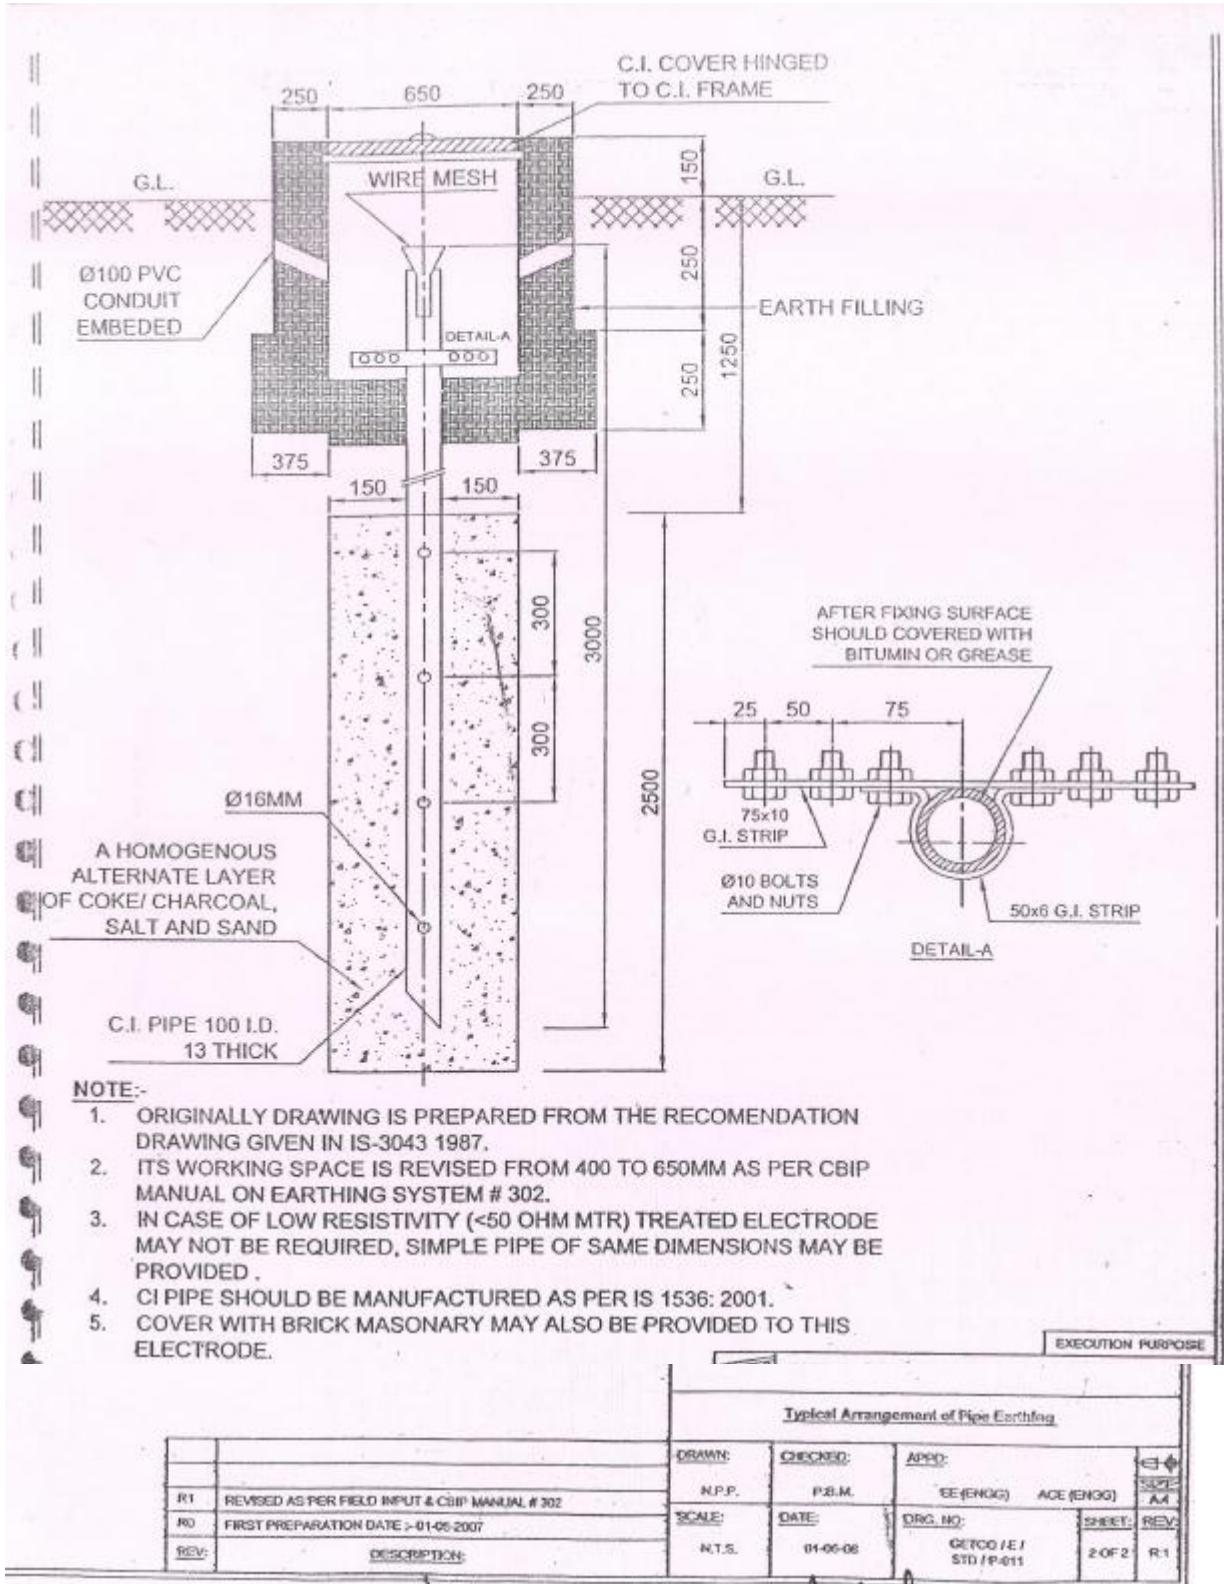 C.I. COVER HINGED
TO C.I. FRAME
250
650
250
WIRE MESH
G.L.
G.L.
150
250
250
1250
Ø100 PVC
CONDUIT
EMBEDED
EARTH FILLING
DETAIL-A
375
375
150
150
300
300
3000
2500
Ø16MM
A HOMOGENOUS
ALTERNATE LAYER
OF COKE/ CHARCOAL,
SALT AND SAND
C.I. PIPE 100 I.D.
13 THICK
AFTER FIXING SURFACE
SHOULD COVERED WITH
BITUMIN OR GREASE
25
50
75
75x10
G.I. STRIP
Ø10 BOLTS
AND NUTS
50x6 G.I. STRIP
DETAIL-A
NOTE:-
1. ORIGINALLY DRAWING IS PREPARED FROM THE RECOMENDATION
DRAWING GIVEN IN IS-3043 1987.
2. ITS WORKING SPACE IS REVISED FROM 400 TO 650MM AS PER CBIP
MANUAL ON EARTHING SYSTEM # 302.
3. IN CASE OF LOW RESISTIVITY (<50 OHM MTR) TREATED ELECTRODE
MAY NOT BE REQUIRED, SIMPLE PIPE OF SAME DIMENSIONS MAY BE
PROVIDED .
4. CI PIPE SHOULD BE MANUFACTURED AS PER IS 1536: 2001.
5. COVER WITH BRICK MASONARY MAY ALSO BE PROVIDED TO THIS
ELECTRODE.
EXECUTION PURPOSE
Typical Arrangement of Pipe Earthing
DRAWN: CHECKED: APPD:
N.P.P. P.B.M. EE (ENGG) ACE (ENGG)
SIZE:
A4
R1 REVISED AS PER FIELD INPUT & CBIP MANUAL # 302
R0 FIRST PREPARATION DATE :-01-05-2007
REV: DESCRIPTION:
SCALE: DATE: DRG. NO: SHEET: REV:
N.T.S. 01-06-08 GETCO / E /
STD / P-011 2 OF 2 R:1